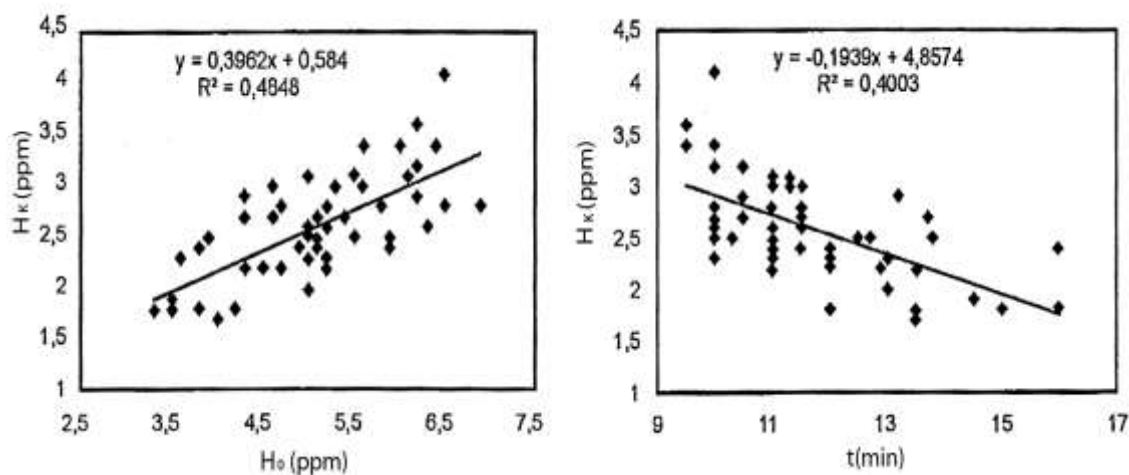 4,5
4
3,5
3
2,5
2
1,5
1
Hк (ppm)
y = 0,3962x + 0,584
R² = 0,4848
2,5 3,5 4,5 5,5 6,5 7,5
H₀ (ppm)
4,5
4
3,5
3
2,5
2
1,5
1
Hк (ppm)
y = -0,1939x + 4,8574
R² = 0,4003
9 11 13 15 17
t(min)